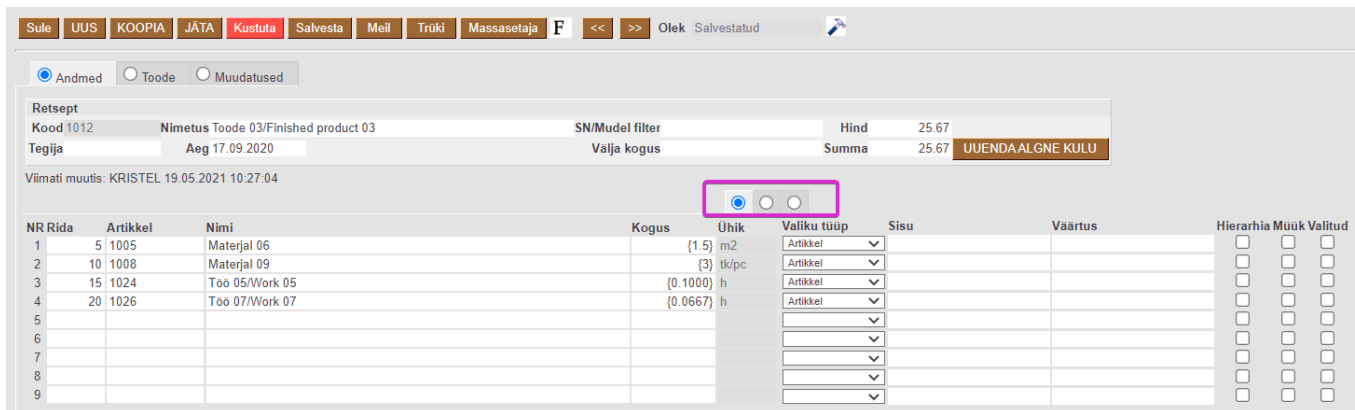 Sule UUS KOOPIA JÄTA Kustuta Salvesta Meil Trüki Massasetaja F << >> Olek Salvestatud
Andmed Toode Muudatused
Retsept
Kood 1012 Nimetus Toode 03/Finished product 03 SN/Mudel filter Hind 25.67
Tegija Aeg 17.09.2020 Välja kogus Summa 25.67 UUENDA ALGNE KULU
Viimati muutis: KRISTEL 19.05.2021 10:27:04
NR Rida Artikkel Nimi Kogus Ühik Valiku tüüp Sisu Väärtus Hierarhia Müük Valitud
1 5 1005 Materjal 06 {1.5} m2 Artikkel
2 10 1008 Materjal 09 {3} tk/pc Artikkel
3 15 1024 Töö 05/Work 05 {0.1000} h Artikkel
4 20 1026 Töö 07/Work 07 {0.0667} h Artikkel
5
6
7
8
9